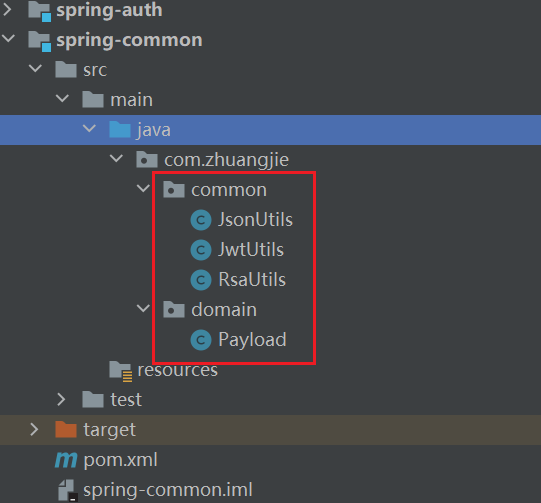 spring-auth
spring-common
src
main
java
com.zhuangjie
common
JsonUtils
JwtUtils
RsaUtils
domain
Payload
resources
test
target
pom.xml
spring-common.iml